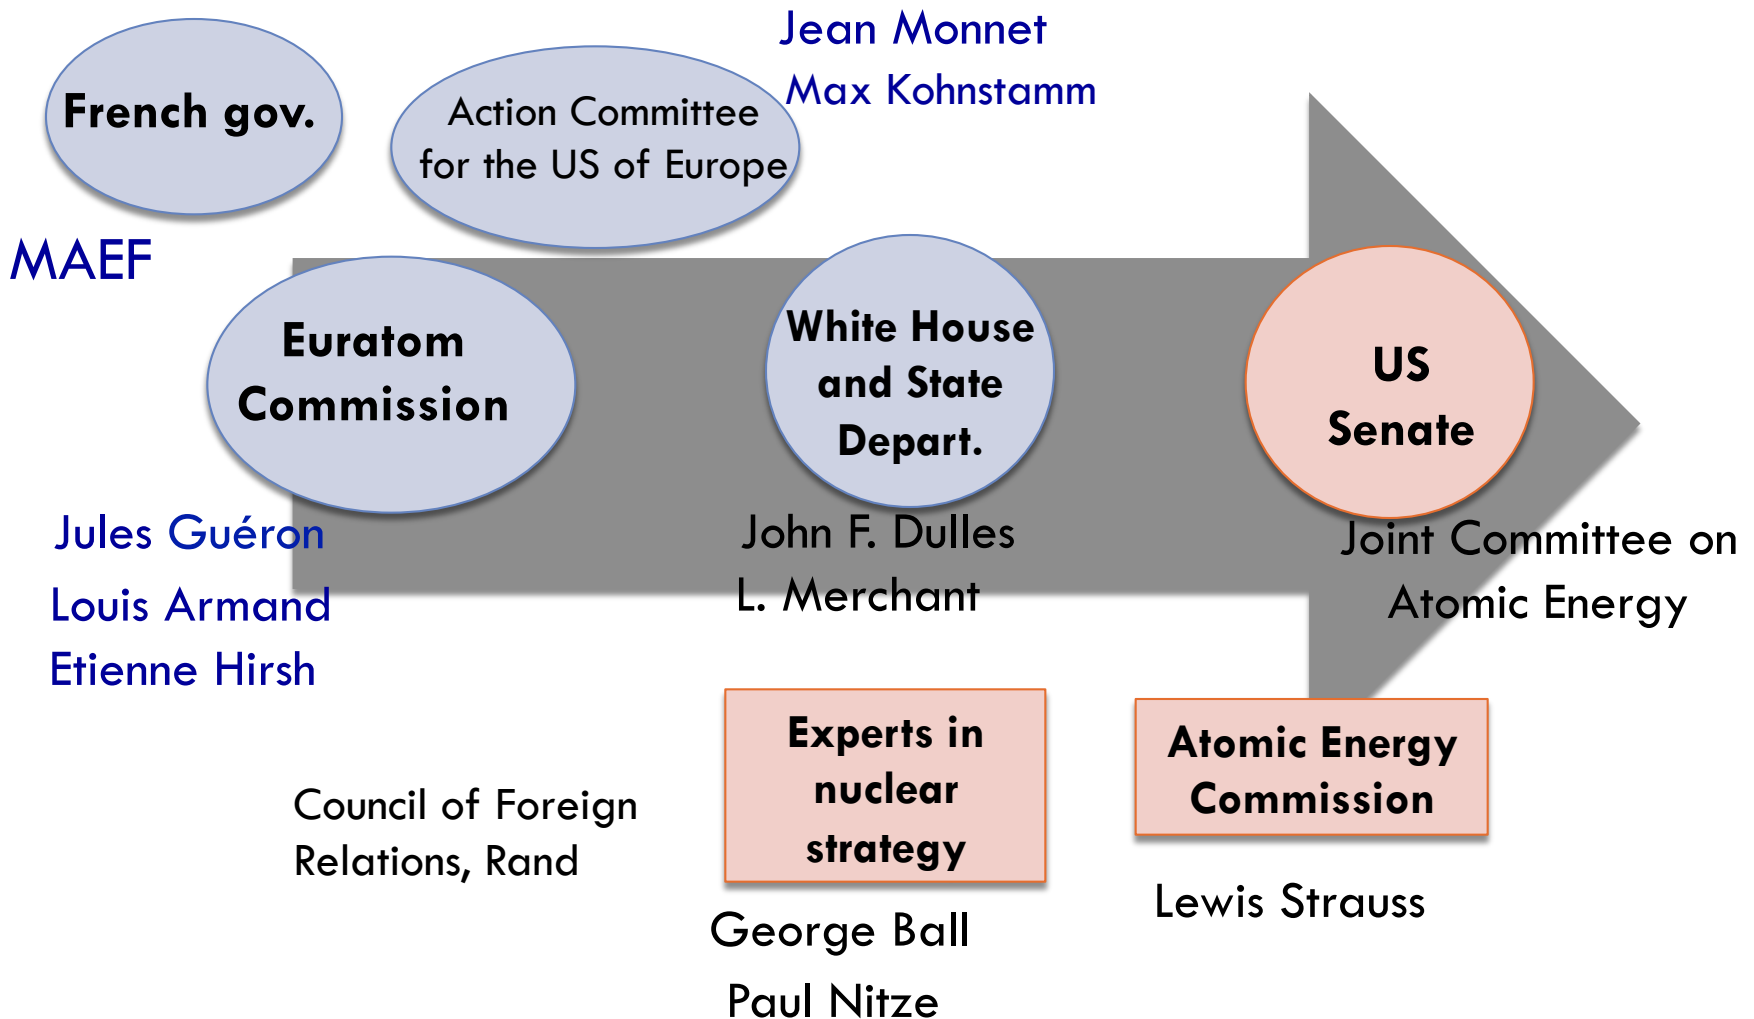 Jean Monnet
Max Kohnstamm
French gov.
Action Committee
for the US of Europe
MAEF
Euratom
Commission
White House
and State
Depart.
US
Senate
Jules Guéron
Louis Armand
Etienne Hirsh
John F. Dulles
L. Merchant
Joint Committee on
Atomic Energy
Council of Foreign
Relations, Rand
Experts in
nuclear
strategy
Atomic Energy
Commission
George Ball
Paul Nitze
Lewis Strauss